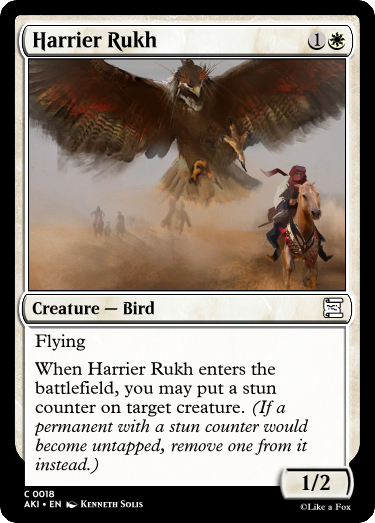 Harrier Rukh 1
Creature — Bird
Flying
When Harrier Rukh enters the
battlefield, you may put a stun
counter on target creature. (If a
permanent with a stun counter would
become untapped, remove one from it
instead.)
1/2
C 0018
AKI • EN Kenneth Solis
©Like a Fox